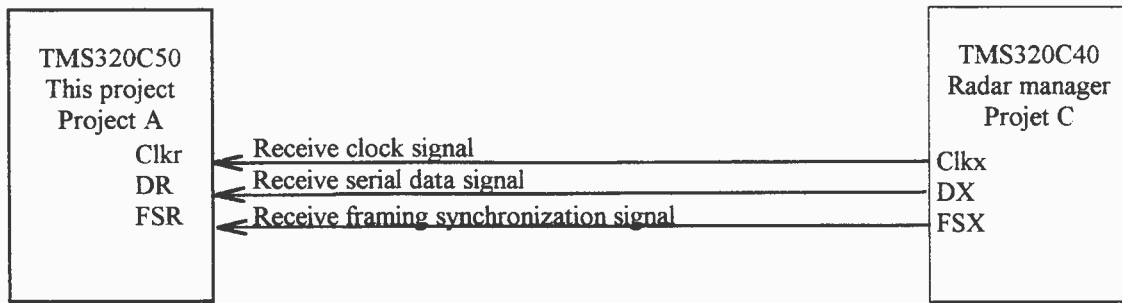 TMS320C50
This project
Project A
Clkr
DR
FSR
Receive clock signal
Receive serial data signal
Receive framing synchronization signal
TMS320C40
Radar manager
Projet C
Clkx
DX
FSX